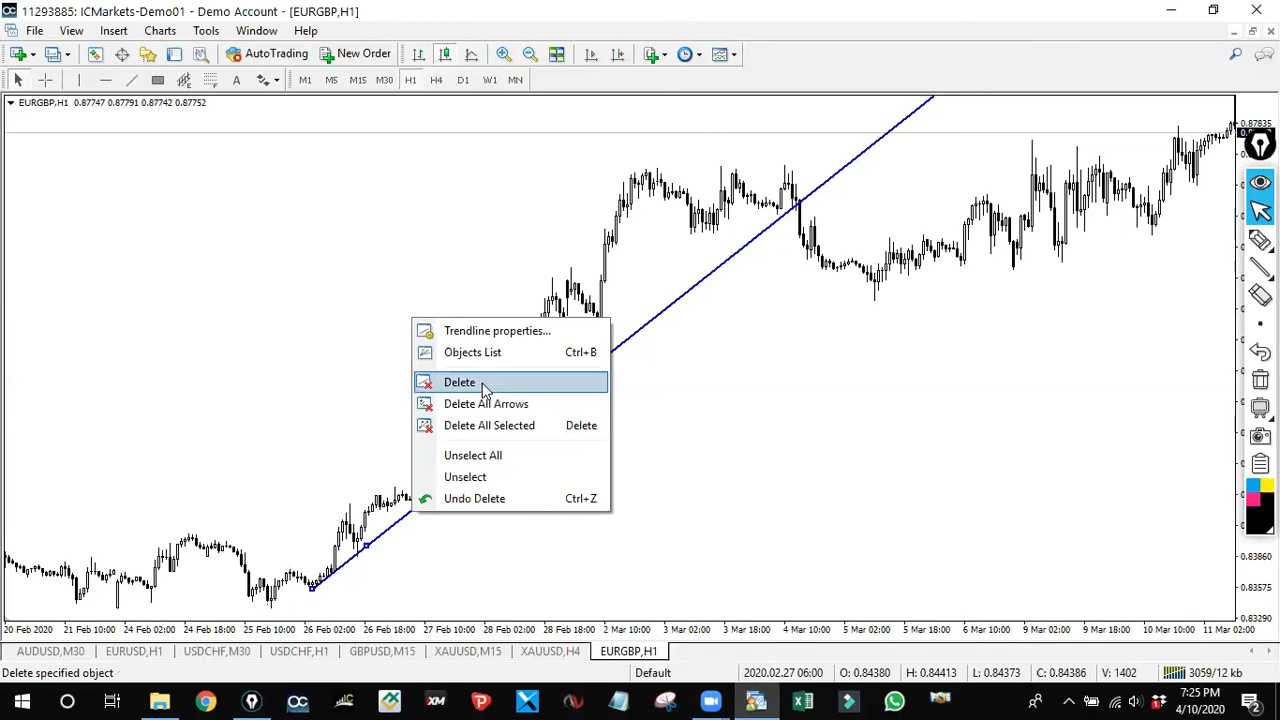 11293885: ICMarkets-Demo01 - Demo Account - [EURGBP,H1]
File View Insert Charts Tools Window Help
AutoTrading New Order
A M1 M5 M15 M30 H1 H4 D1 W1 MN
EURGBP,H1 0.87747 0.87791 0.87742 0.87752
0.87835
Trendline properties...
Objects List Ctrl+B
Delete
Delete All Arrows
Delete All Selected Delete
Unselect All
Unselect
Undo Delete Ctrl+Z
0.83860
0.83575
0.83290
20 Feb 2020 21 Feb 10:00 24 Feb 02:00 24 Feb 18:00 25 Feb 10:00 26 Feb 02:00 26 Feb 18:00 27 Feb 10:00 28 Feb 02:00 28 Feb 18:00 2 Mar 10:00 3 Mar 02:00 3 Mar 18:00 4 Mar 10:00 5 Mar 02:00 5 Mar 18:00 6 Mar 10:00 9 Mar 02:00 9 Mar 18:00 10 Mar 10:00 11 Mar 02:00
AUDUSD,M30 EURUSD,H1 USDCHF,M30 USDCHF,H1 GBPUSD,M15 XAUUSD,M15 XAUUSD,H4 EURGBP,H1
Delete specified object Default 2020.02.27 06:00 O: 0.84380 H: 0.84413 L: 0.84373 C: 0.84386 V: 1402 3059/12 kb
7:25 PM
4/10/2020